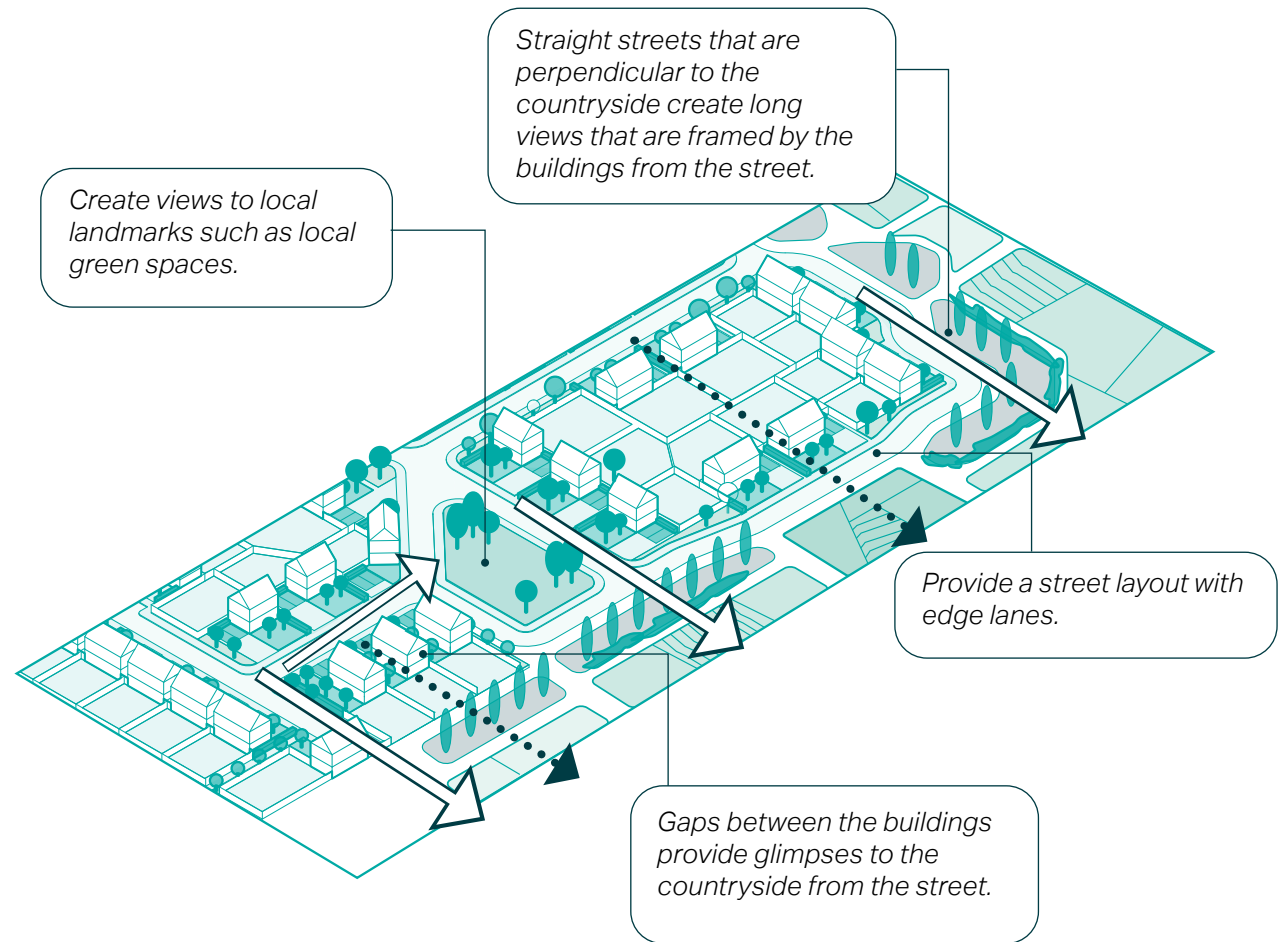 Straight streets that are
perpendicular to the
countryside create long
views that are framed by the
buildings from the street.
Create views to local
landmarks such as local
green spaces.
Provide a street layout with
edge lanes.
Gaps between the buildings
provide glimpses to the
countryside from the street.